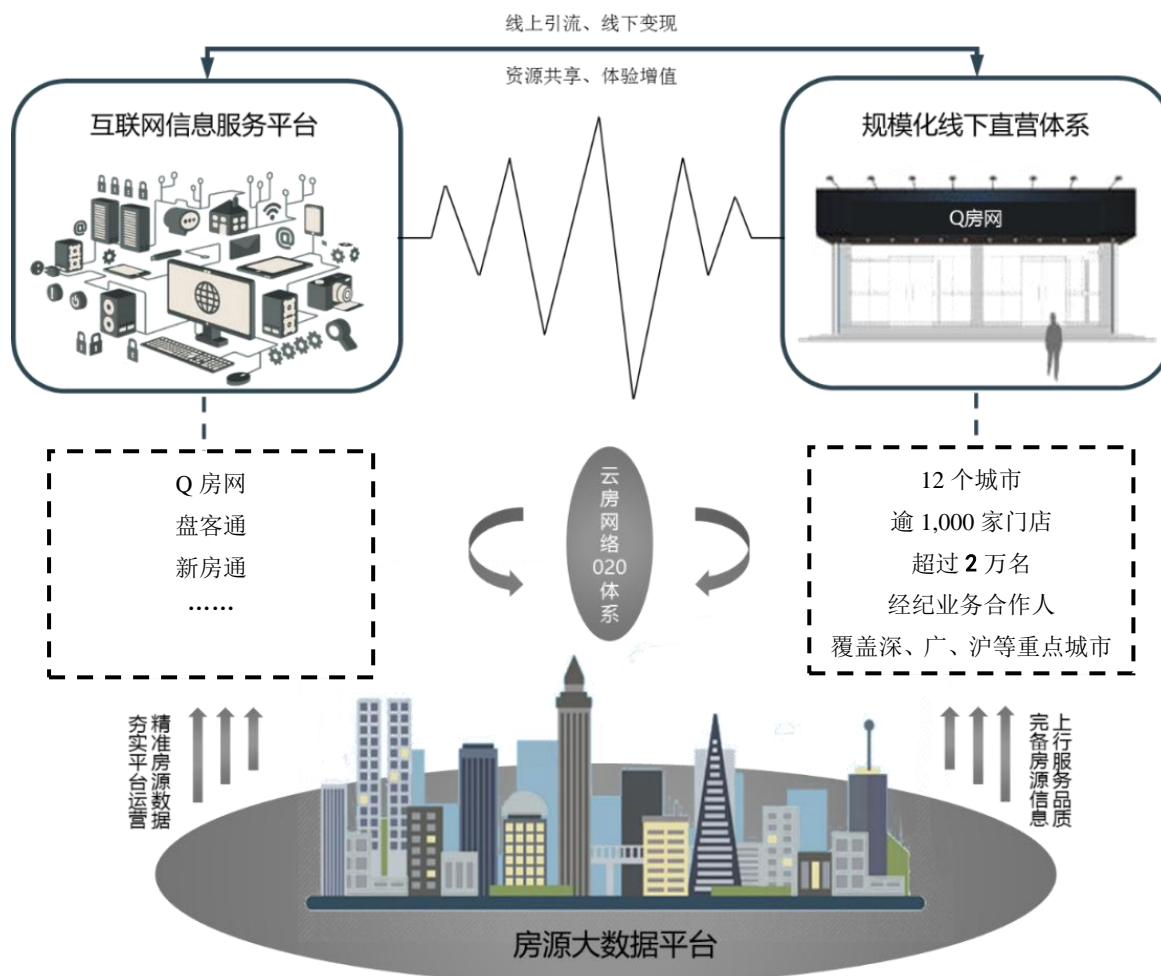 线上引流、线下变现
资源共享、体验增值
互联网信息服务平台
规模化线下直营体系
@
@
Q房网
Q 房网
盘客通
新房通
……
云房网络020体系
12 个城市
逾 1,000 家门店
超过 2 万名
经纪业务合作人
覆盖深、广、沪等重点城市
精准房源数据
夯实平台运营
上行服务品质
完备房源信息
房源大数据平台